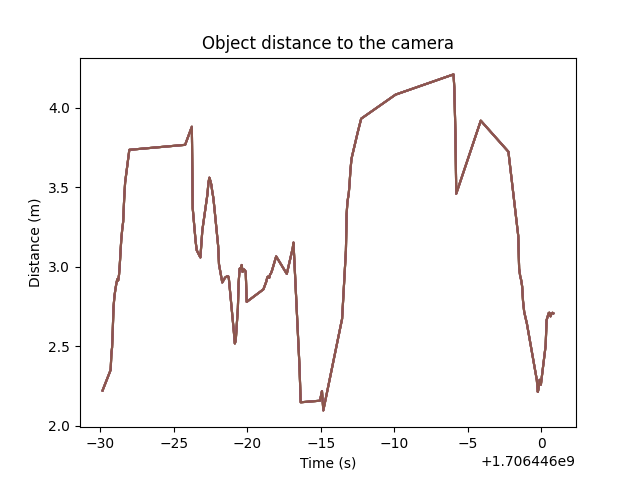 Object distance to the camera
4.0
3.5
3.0
2.5
2.0
Distance (m)
−30 −25 −20 −15 −10 −5 0
Time (s)
+1.706446e9